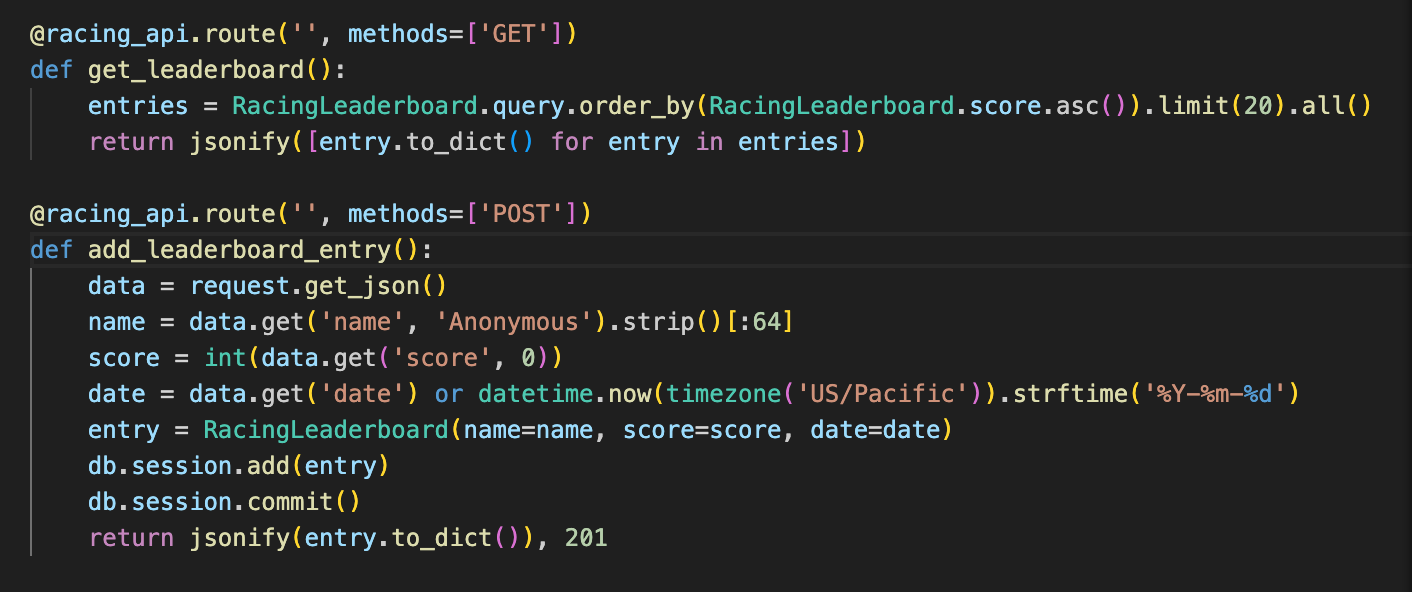 @racing_api.route('', methods=['GET'])
def get_leaderboard():
    entries = RacingLeaderboard.query.order_by(RacingLeaderboard.score.asc()).limit(20).all()
    return jsonify([entry.to_dict() for entry in entries])

@racing_api.route('', methods=['POST'])
def add_leaderboard_entry():
    data = request.get_json()
    name = data.get('name', 'Anonymous').strip()[:64]
    score = int(data.get('score', 0))
    date = data.get('date') or datetime.now(timezone('US/Pacific')).strftime('%Y-%m-%d')
    entry = RacingLeaderboard(name=name, score=score, date=date)
    db.session.add(entry)
    db.session.commit()
    return jsonify(entry.to_dict()), 201